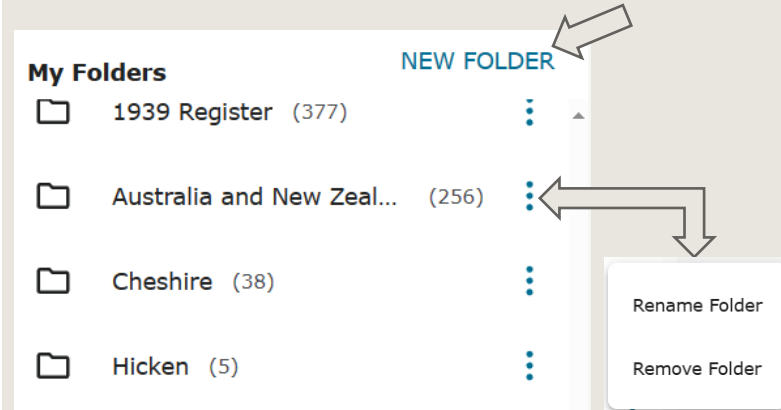 NEW FOLDER
My Folders
1939 Register (377)
Australia and New Zeal... (256)
Cheshire (38)
Hicken (5)
Rename Folder
Remove Folder